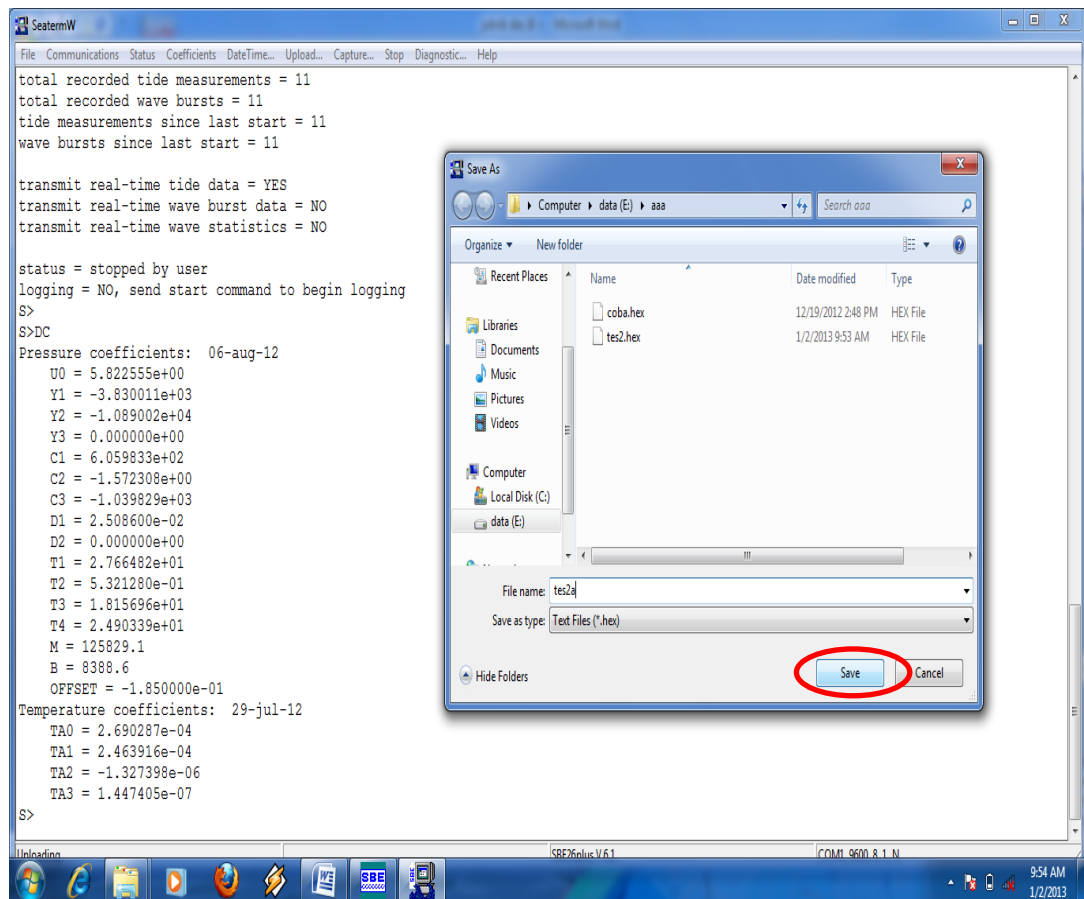 SeatermW
File Communications Status Coefficients DateTime... Upload... Capture... Stop Diagnostic... Help
total recorded tide measurements = 11
total recorded wave bursts = 11
tide measurements since last start = 11
wave bursts since last start = 11
transmit real-time tide data = YES
transmit real-time wave burst data = NO
transmit real-time wave statistics = NO
status = stopped by user
logging = NO, send start command to begin logging
S>
S>DC
Pressure coefficients: 06-aug-12
U0 = 5.822555e+00
Y1 = -3.830011e+03
Y2 = -1.089002e+04
Y3 = 0.000000e+00
C1 = 6.059833e+02
C2 = -1.572308e+00
C3 = -1.039829e+03
D1 = 2.508600e-02
D2 = 0.000000e+00
T1 = 2.766482e+01
T2 = 5.321280e-01
T3 = 1.815696e+01
T4 = 2.490339e+01
M = 125829.1
B = 8388.6
OFFSET = -1.850000e-01
Temperature coefficients: 29-jul-12
TA0 = 2.690287e-04
TA1 = 2.463916e-04
TA2 = -1.327398e-06
TA3 = 1.447405e-07
S>
Save As
Computer data (E:) aaa
Search aaa
Organize New folder
Recent Places
Libraries
Documents
Music
Pictures
Videos
Computer
Local Disk (C:)
data (E:)
Name Date modified Type
coba.hex 12/19/2012 2:48 PM HEX File
tes2.hex 1/2/2013 9:53 AM HEX File
File name: tes2a
Save as type: Text Files (*.hex)
Hide Folders
Save
Cancel
Uploading SBE26plus V 6.1 COM1 9600 8 1 N
SBE
9:54 AM
1/2/2013